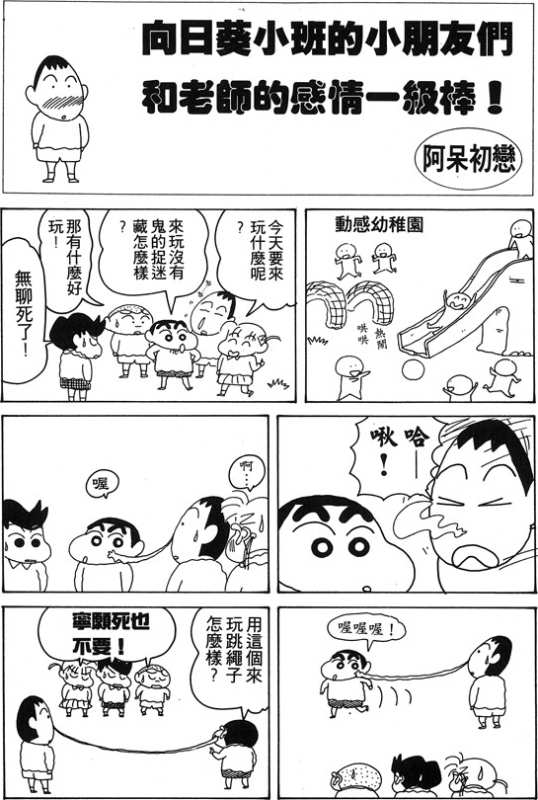 向日葵小班的小朋友們
和老師的感情一級棒！
阿呆初戀
動感幼稚園
熱鬧
哄哄
今天要來
玩什麼呢
？
來玩沒有
鬼的捉迷
藏怎麼樣
？
那有什麼好
玩！
無聊死了！
哈—
啾！
啊…
喔
喔喔喔！
用這個來
玩跳繩子
怎麼樣？
寧願死也
不要！